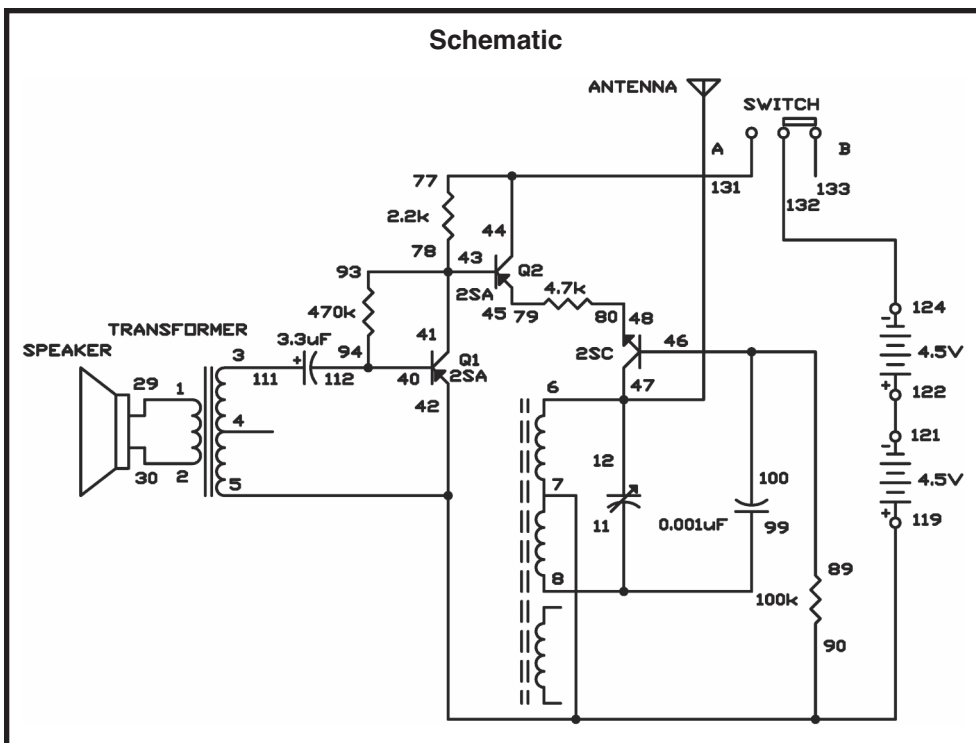 Schematic
ANTENNA
SWITCH
A
B
131
133
132
77
2.2k
44
78
43
Q2
93
2SA
4.7k
124
470k
45
79
80
48
TRANSFORMER
3.3uF
41
2SC
46
4.5V
SPEAKER
3
+
94
Q1
2SA
47
122
29
1
111
112
40
42
6
121
4
12
100
4.5V
30
2
5
7
11
0.001uF
99
119
8
89
100k
90